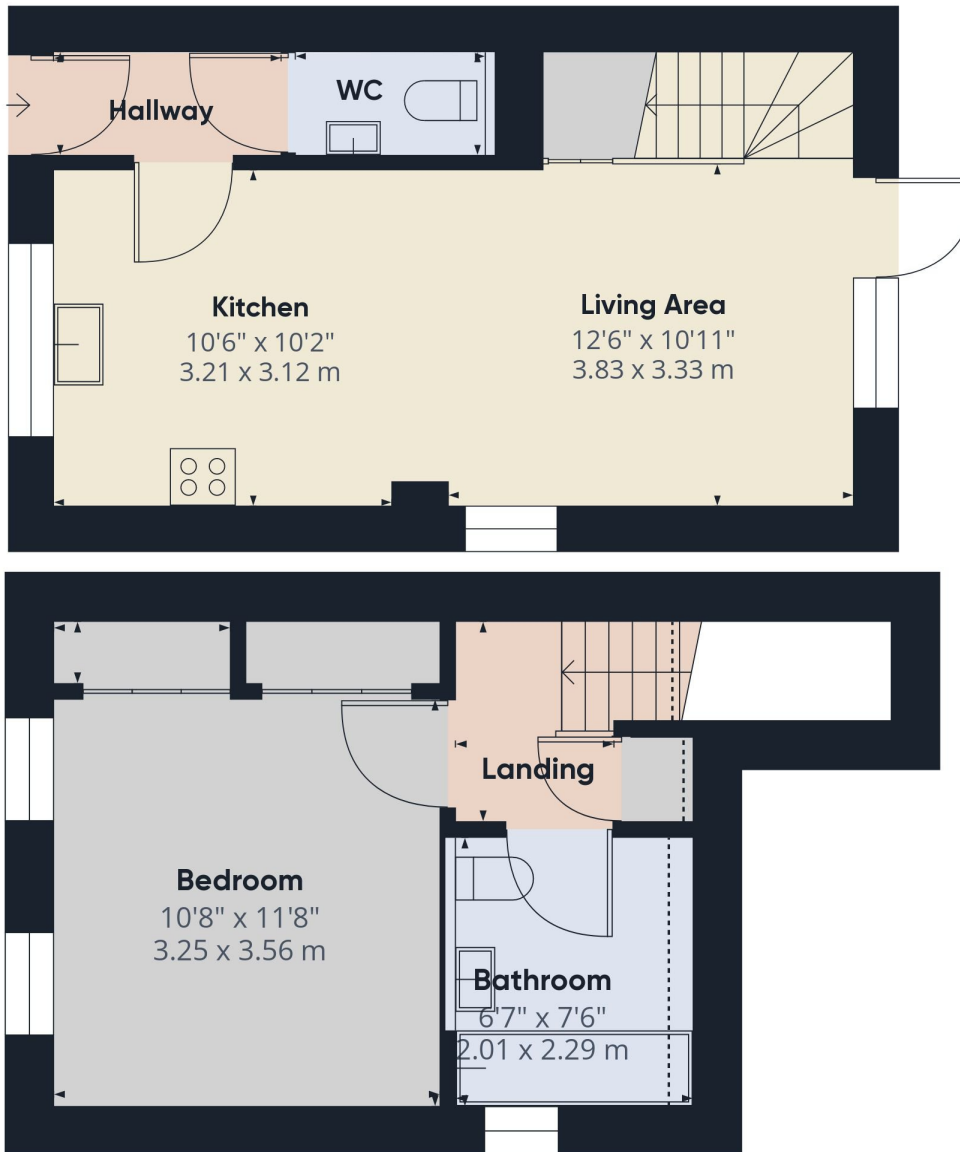 Hallway
WC
Kitchen
10'6" x 10'2"
3.21 x 3.12 m
Living Area
12'6" x 10'11"
3.83 x 3.33 m
Landing
Bedroom
10'8" x 11'8"
3.25 x 3.56 m
Bathroom
6'7" x 7'6"
2.01 x 2.29 m